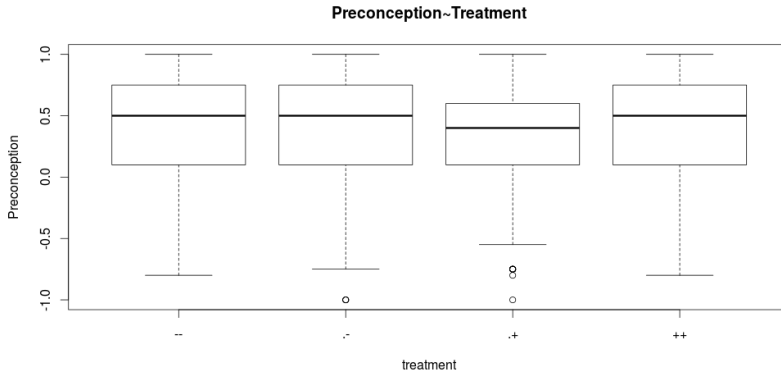 Preconception~Treatment
Preconception
1.0
0.5
0.0
-0.5
-1.0
-- .- .+ ++
treatment